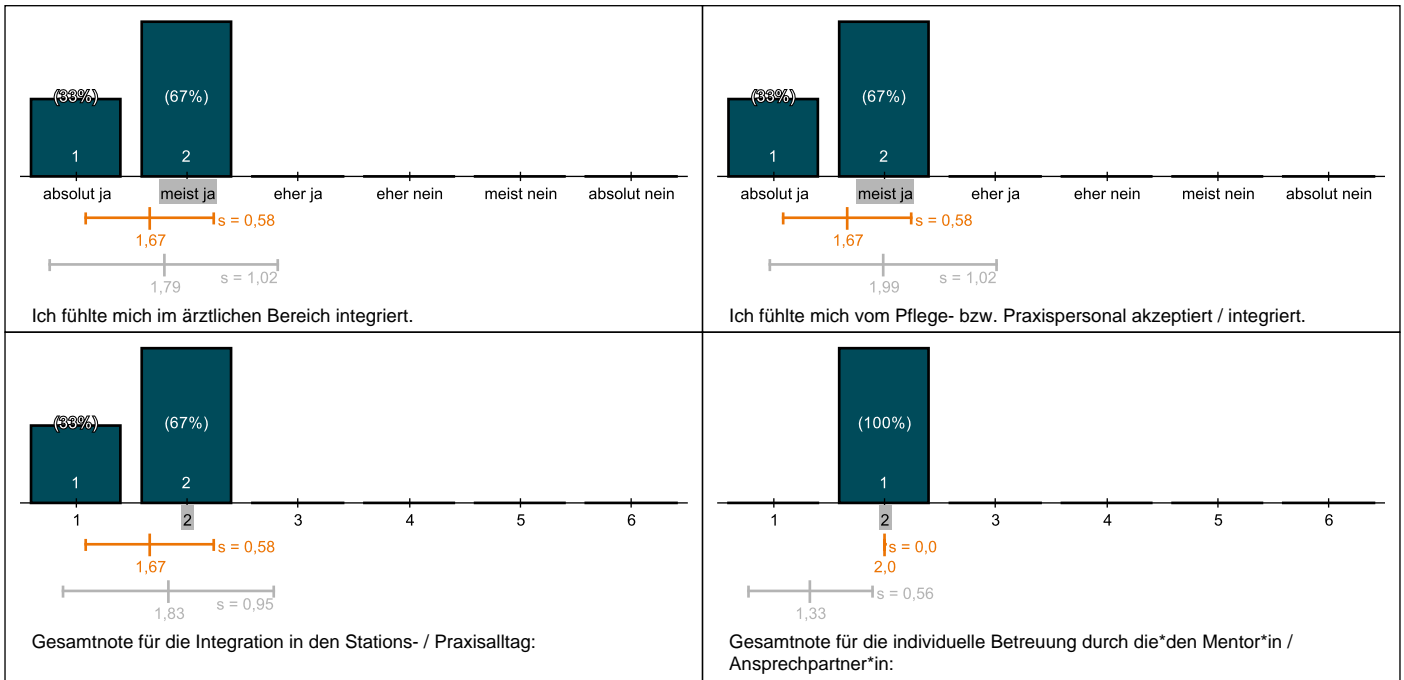 (33%)
(67%)
1
2
absolut ja
meist ja
eher ja
eher nein
meist nein
absolut nein
s = 0,58
1,67
s = 1,02
1,79
Ich fühlte mich im ärztlichen Bereich integriert.
(33%)
(67%)
1
2
absolut ja
meist ja
eher ja
eher nein
meist nein
absolut nein
s = 0,58
1,67
s = 1,02
1,99
Ich fühlte mich vom Pflege- bzw. Praxispersonal akzeptiert / integriert.
(33%)
(67%)
1
2
1
2
3
4
5
6
s = 0,58
1,67
s = 0,95
1,83
Gesamtnote für die Integration in den Stations- / Praxisalltag:
(100%)
1
1
2
3
4
5
6
s = 0,0
2,0
s = 0,56
1,33
Gesamtnote für die individuelle Betreuung durch die*den Mentor*in /
Ansprechpartner*in: